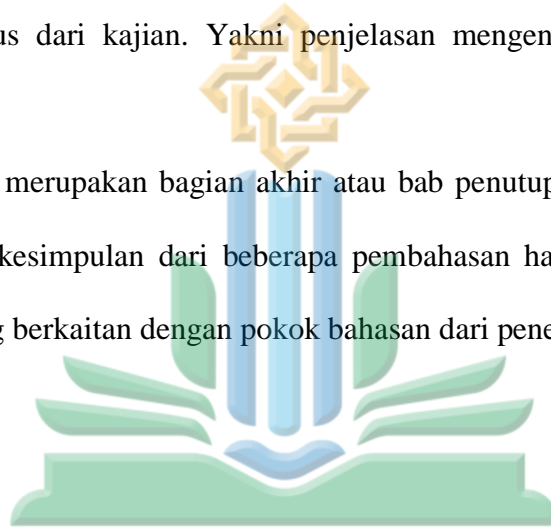 us dari kajian. Yakni penjelasan mengen
merupakan bagian akhir atau bab penutup
kesimpulan dari beberapa pembahasan ha
g berkaitan dengan pokok bahasan dari pene